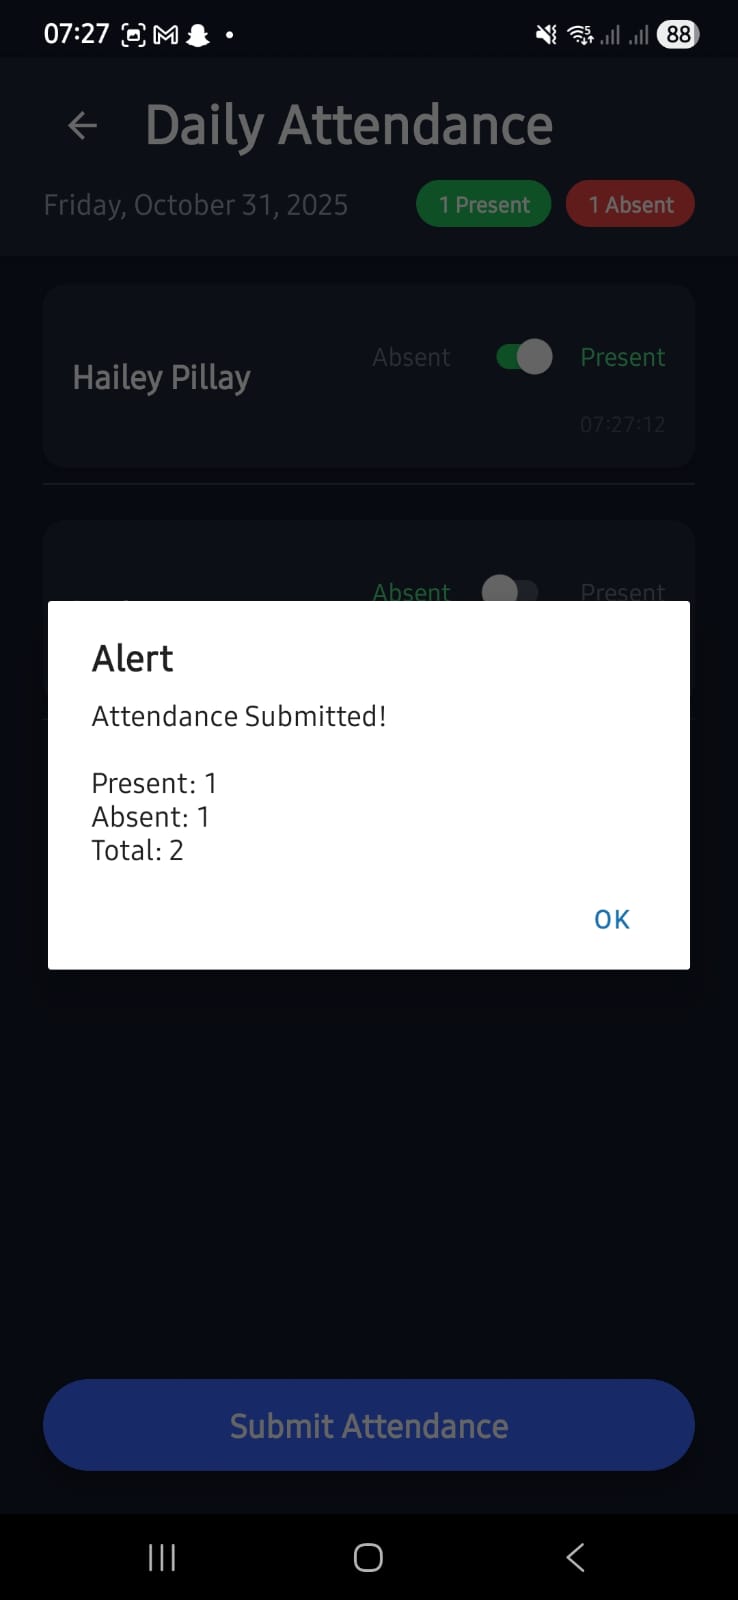 07:27
88
Daily Attendance
Friday, October 31, 2025
1 Present
1 Absent
Hailey Pillay
Absent
Present
07:27:12
Absent
Present
Alert
Attendance Submitted!
Present: 1
Absent: 1
Total: 2
OK
Submit Attendance